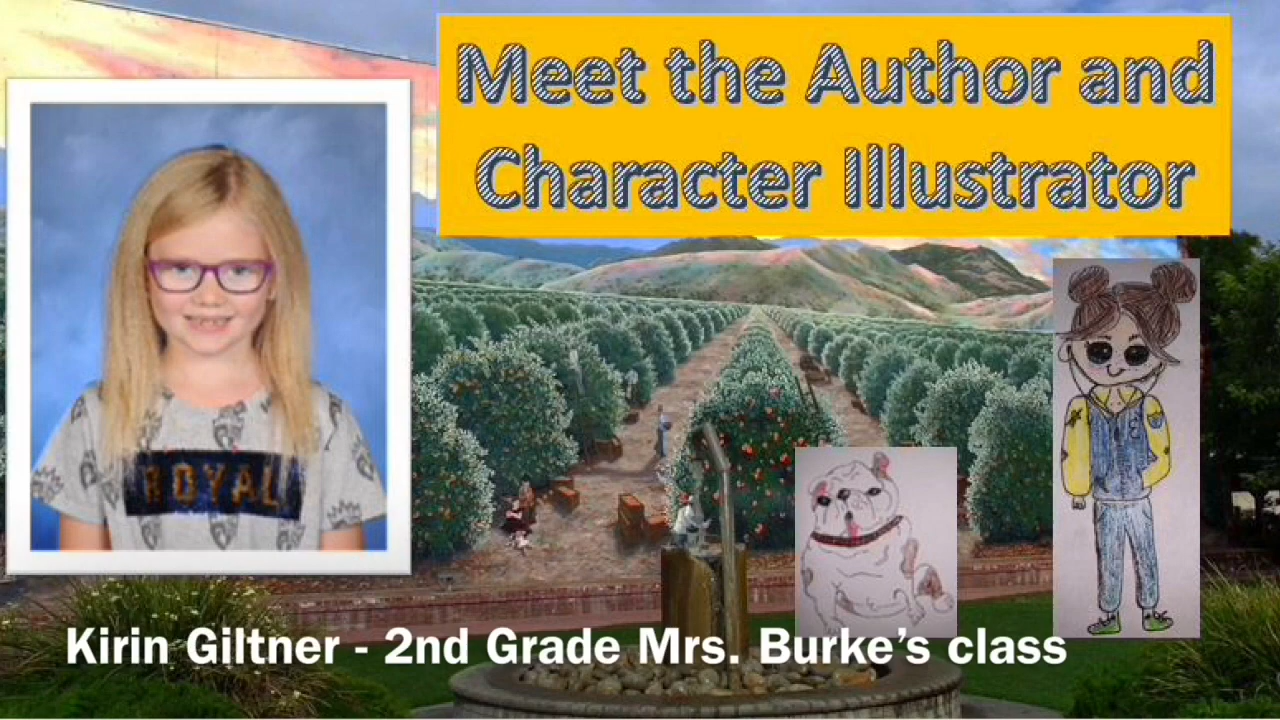 Meet the Author and
Character Illustrator
ROYAL
Kirin Giltner - 2nd Grade Mrs. Burke’s class